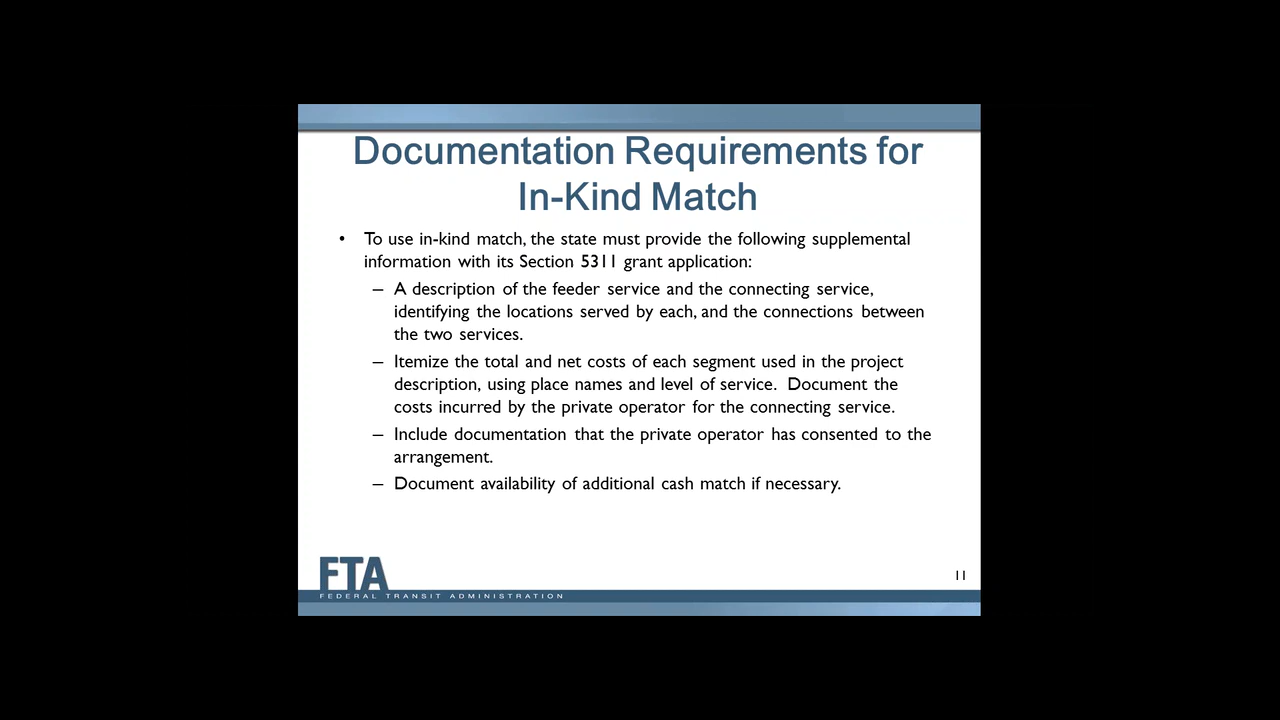 Documentation Requirements for
In-Kind Match
• To use in-kind match, the state must provide the following supplemental
information with its Section 5311 grant application:
– A description of the feeder service and the connecting service,
identifying the locations served by each, and the connections between
the two services.
– Itemize the total and net costs of each segment used in the project
description, using place names and level of service. Document the
costs incurred by the private operator for the connecting service.
– Include documentation that the private operator has consented to the
arrangement.
– Document availability of additional cash match if necessary.
FTA
FEDERAL TRANSIT ADMINISTRATION
11